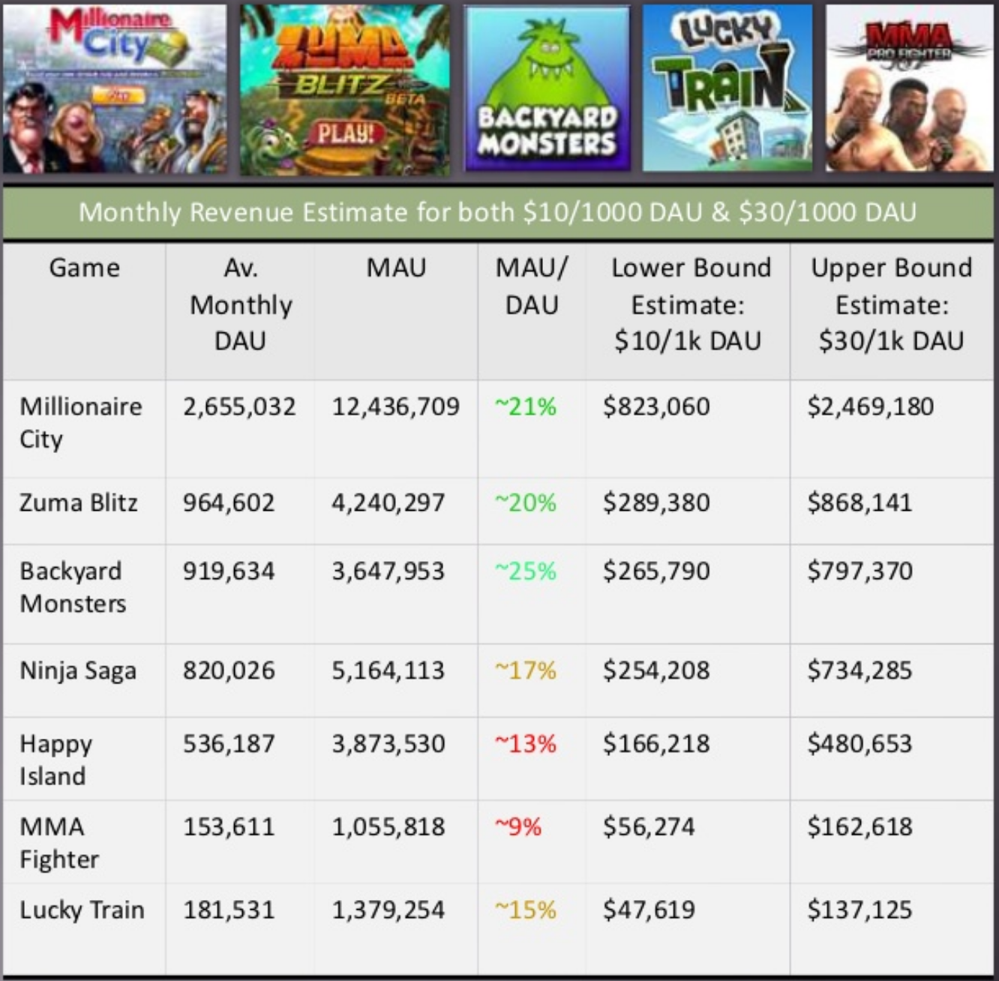 Millionaire
City
Play
ZUMA
BLITZ
BETA
PLAY!
BACKYARD
MONSTERS
LUCKY
TRAIN
MMA
PRO FIGHTER
Monthly Revenue Estimate for both $10/1000 DAU & $30/1000 DAU
Game
Av.
Monthly
DAU
MAU
MAU/
DAU
Lower Bound
Estimate:
$10/1k DAU
Upper Bound
Estimate:
$30/1k DAU
Millionaire
City
2,655,032
12,436,709
~21%
$823,060
$2,469,180
Zuma Blitz
964,602
4,240,297
~20%
$289,380
$868,141
Backyard
Monsters
919,634
3,647,953
~25%
$265,790
$797,370
Ninja Saga
820,026
5,164,113
~17%
$254,208
$734,285
Happy
Island
536,187
3,873,530
~13%
$166,218
$480,653
MMA
Fighter
153,611
1,055,818
~9%
$56,274
$162,618
Lucky Train
181,531
1,379,254
~15%
$47,619
$137,125